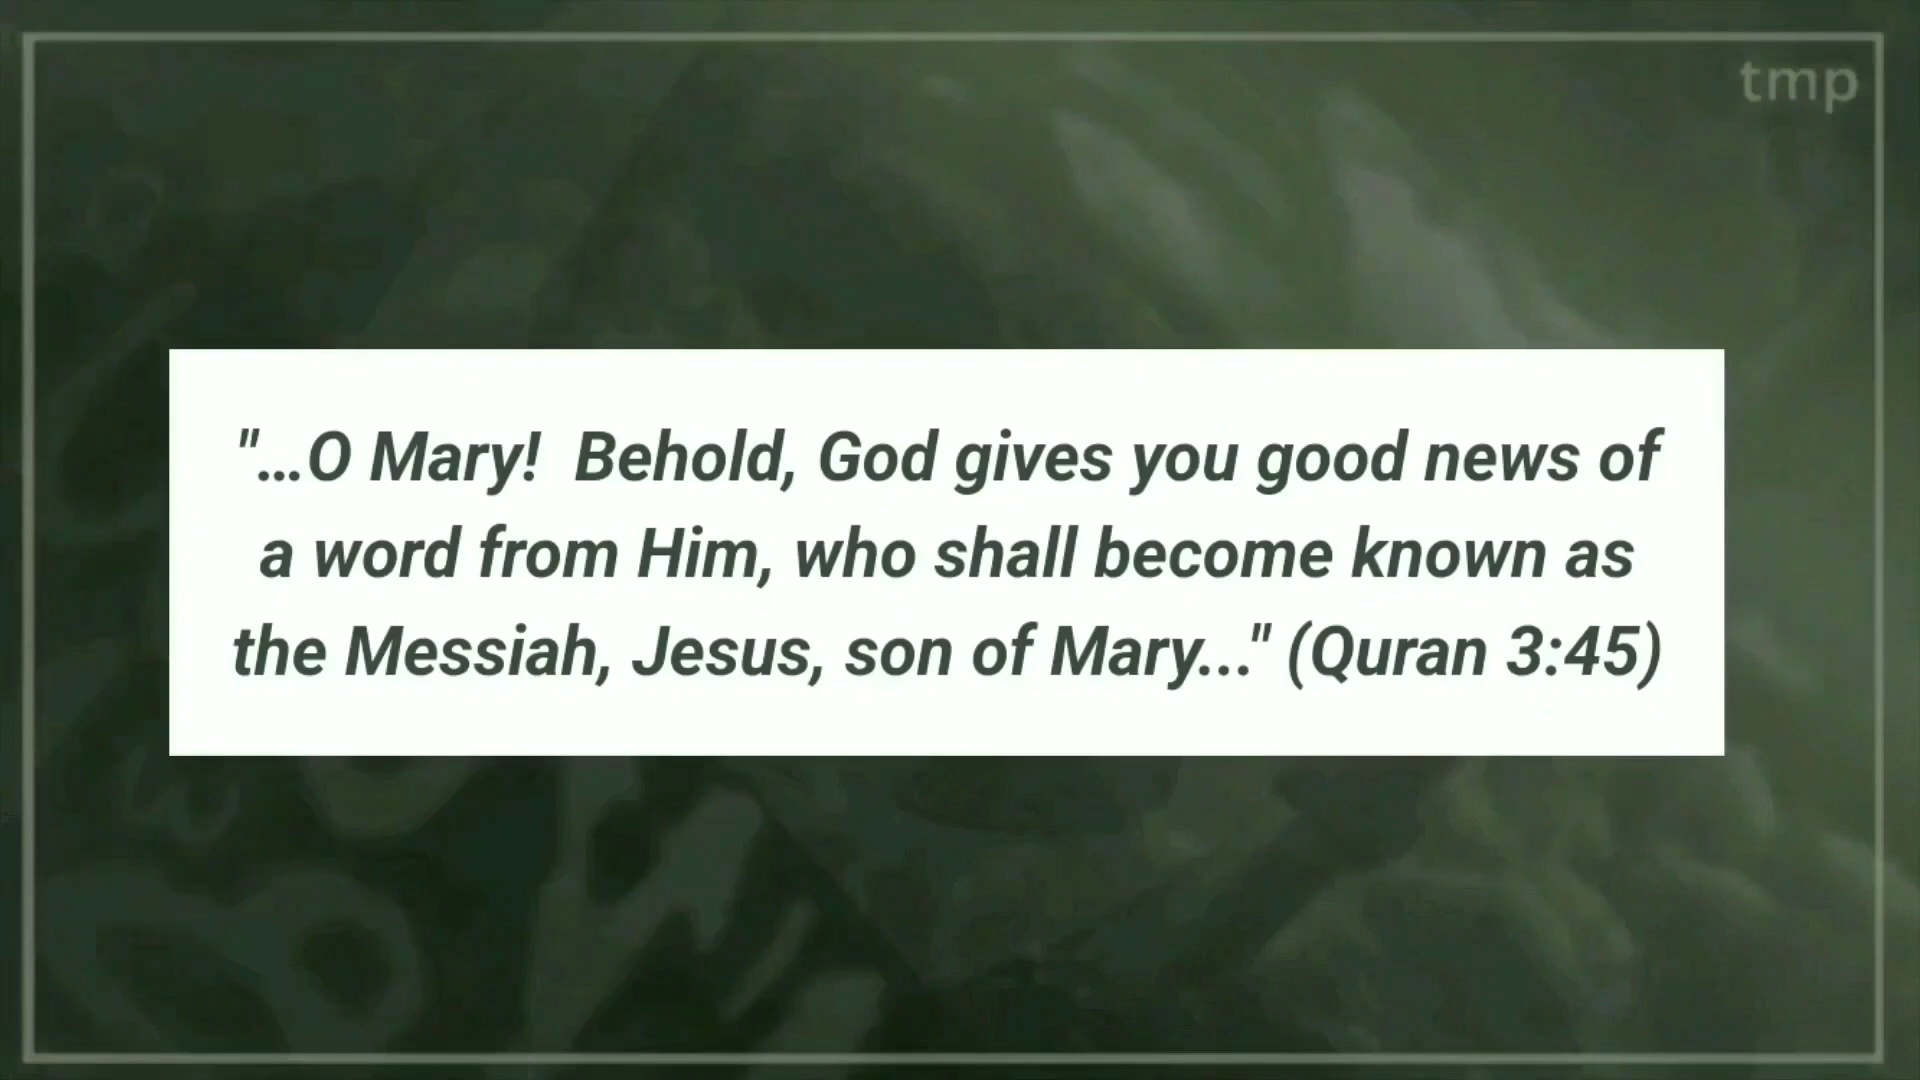 tmp
"...O Mary!  Behold, God gives you good news of
a word from Him, who shall become known as
the Messiah, Jesus, son of Mary..." (Quran 3:45)